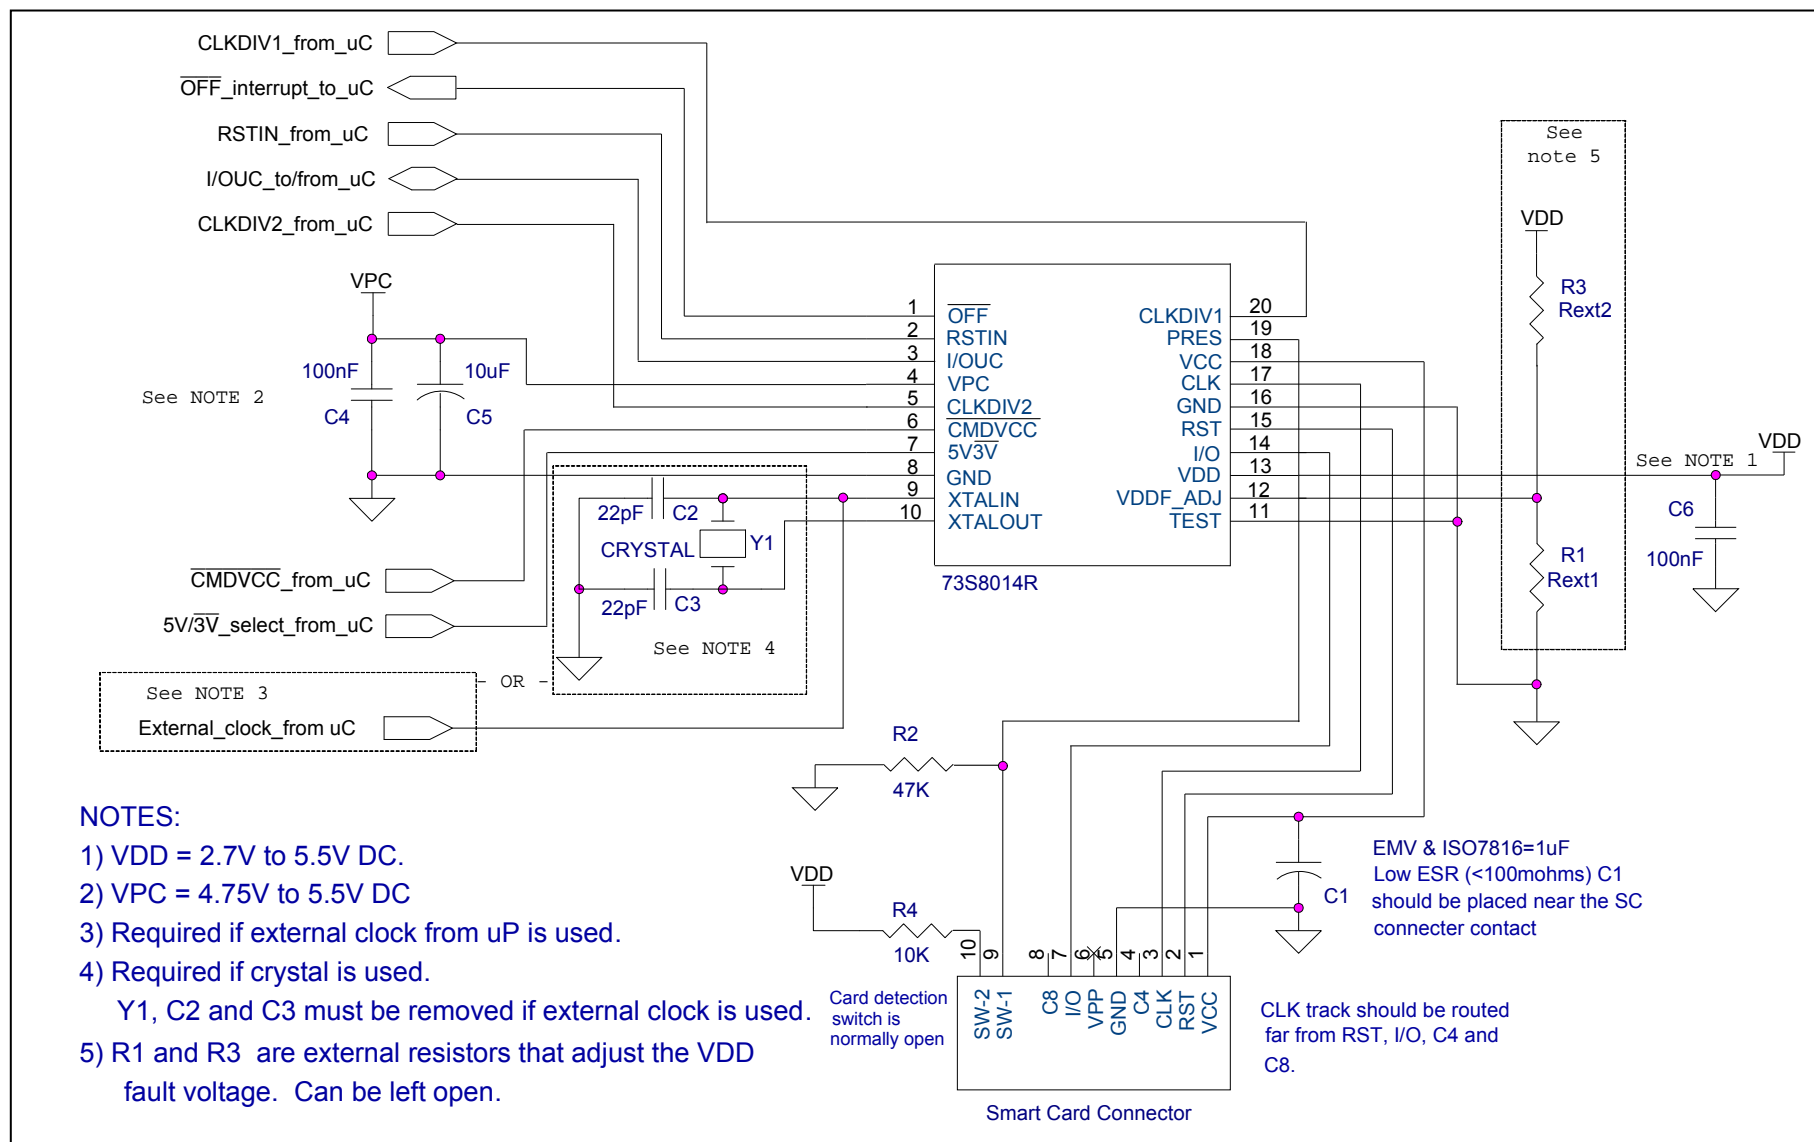 CLKDIV1_from_uC
OFF_interrupt_to_uC
RSTIN_from_uC
I/OUC_to/from_uC
CLKDIV2_from_uC
VPC
100nF
C4
10uF
C5
See NOTE 2
CMDVCC_from_uC
5V/3V_select_from_uC
See NOTE 3
External_clock_from uC
- OR -
22pF
C2
CRYSTAL
Y1
22pF
C3
See NOTE 4
1
2
3
4
5
6
7
8
9
10
OFF
RSTIN
I/OUC
VPC
CLKDIV2
CMDVCC
5V3V
GND
XTALIN
XTALOUT
CLKDIV1
PRES
VCC
CLK
GND
RST
I/O
VDD
VDDF_ADJ
TEST
20
19
18
17
16
15
14
13
12
11
73S8014R
See
note 5
VDD
R3
Rext2
R1
Rext1
See NOTE 1
VDD
C6
100nF
R2
47K
VDD
R4
10K
C1
EMV & ISO7816=1uF
Low ESR (<100mohms) C1
should be placed near the SC
connecter contact
10
9
8
7
6
5
4
3
2
1
SW-2
SW-1
C8
I/O
VPP
GND
C4
CLK
RST
VCC
Card detection
switch is
normally open
CLK track should be routed
far from RST, I/O, C4 and
C8.
Smart Card Connector
NOTES:
1) VDD = 2.7V to 5.5V DC.
2) VPC = 4.75V to 5.5V DC
3) Required if external clock from uP is used.
4) Required if crystal is used.
Y1, C2 and C3 must be removed if external clock is used.
5) R1 and R3 are external resistors that adjust the VDD
fault voltage. Can be left open.